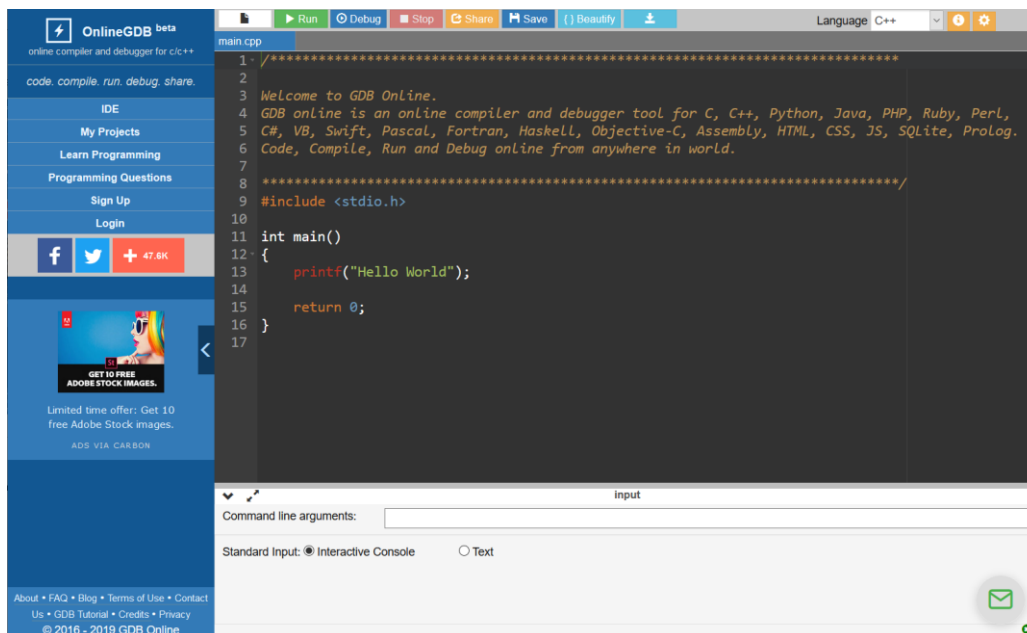 OnlineGDB beta
online compiler and debugger for c/c++
code. compile. run. debug. share.
IDE
My Projects
Learn Programming
Programming Questions
Sign Up
Login
f
+ 47.6K
St
GET 10 FREE
ADOBE STOCK IMAGES.
Limited time offer: Get 10
free Adobe Stock images.
ADS VIA CARBON
About • FAQ • Blog • Terms of Use • Contact
Us • GDB Tutorial • Credits • Privacy
© 2016 - 2019 GDB Online
Run Debug Stop Share Save { } Beautify Language C++
main.cpp
1 /******************************************************************************
2
3 Welcome to GDB Online.
4 GDB online is an online compiler and debugger tool for C, C++, Python, Java, PHP, Ruby, Perl,
5 C#, VB, Swift, Pascal, Fortran, Haskell, Objective-C, Assembly, HTML, CSS, JS, SQLite, Prolog.
6 Code, Compile, Run and Debug online from anywhere in world.
7
8 *******************************************************************************/
9 #include <stdio.h>
10
11 int main()
12 {
13     printf("Hello World");
14
15     return 0;
16 }
17
input
Command line arguments:
Standard Input: Interactive Console Text